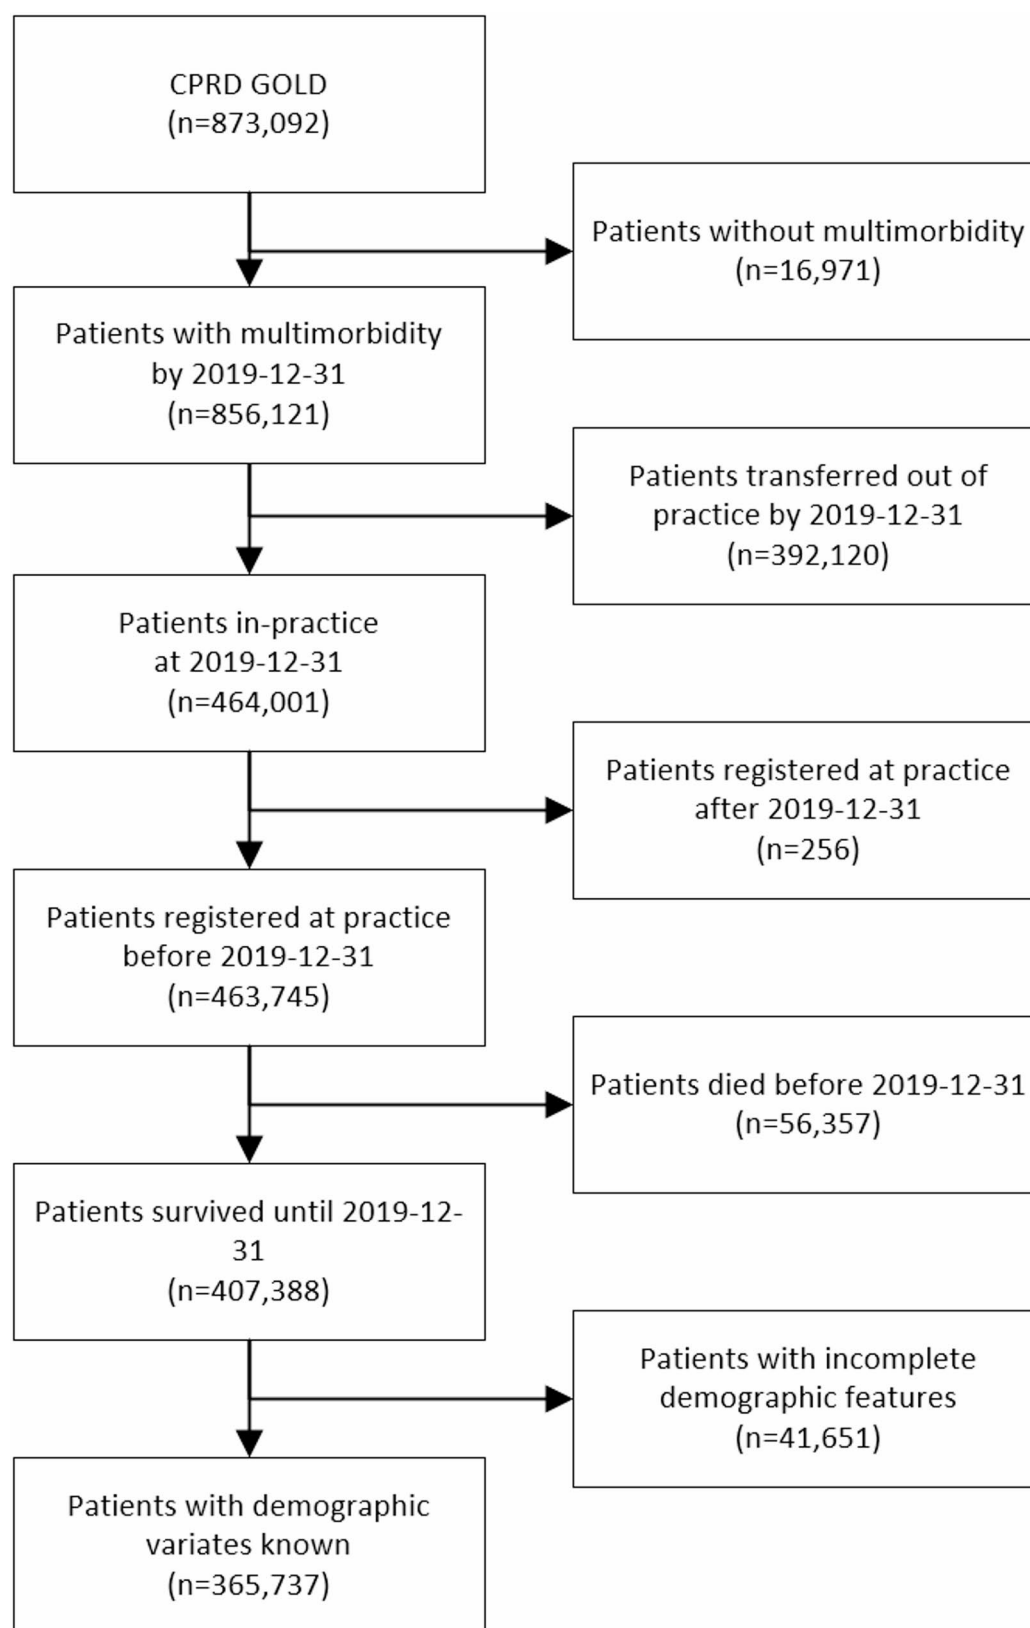 CPRD GOLD
(n=873,092)
Patients without multimorbidity
(n=16,971)
Patients with multimorbidity
by 2019-12-31
(n=856,121)
Patients transferred out of
practice by 2019-12-31
(n=392,120)
Patients in-practice
at 2019-12-31
(n=464,001)
Patients registered at practice
after 2019-12-31
(n=256)
Patients registered at practice
before 2019-12-31
(n=463,745)
Patients died before 2019-12-31
(n=56,357)
Patients survived until 2019-12-
31
(n=407,388)
Patients with incomplete
demographic features
(n=41,651)
Patients with demographic
variates known
(n=365,737)